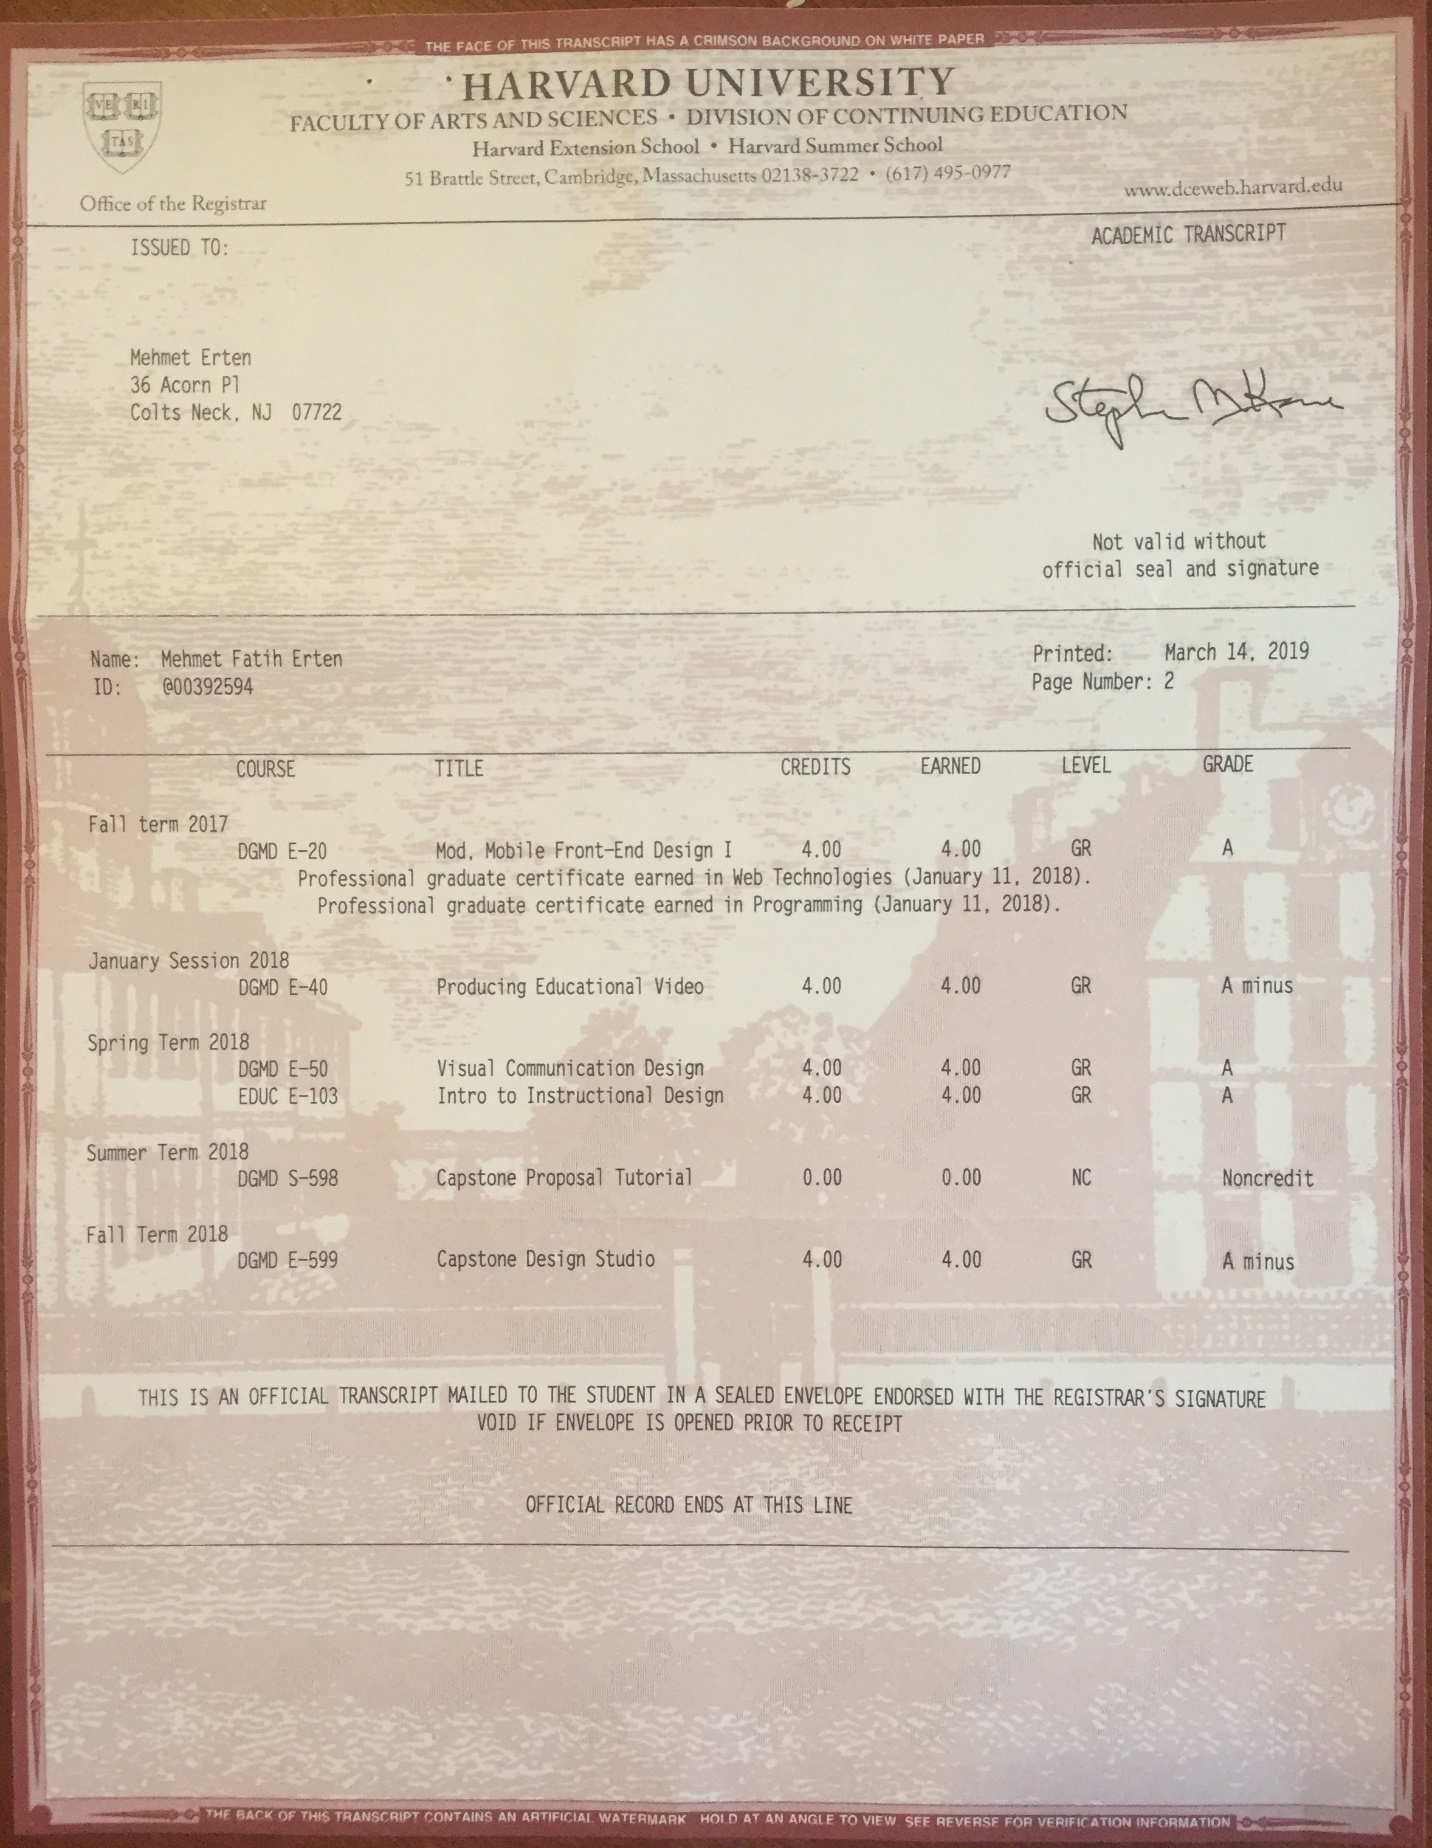 THE FACE OF THIS TRANSCRIPT HAS A CRIMSON BACKGROUND ON WHITE PAPER
HARVARD UNIVERSITY
FACULTY OF ARTS AND SCIENCES • DIVISION OF CONTINUING EDUCATION
Harvard Extension School • Harvard Summer School
51 Brattle Street, Cambridge, Massachusetts 02138-3722 • (617) 495-0977
VE RI
TAS
Office of the Registrar
www.dceweb.harvard.edu
ISSUED TO:
ACADEMIC TRANSCRIPT
Mehmet Erten
36 Acorn Pl
Colts Neck, NJ 07722
Not valid without
official seal and signature
Name: Mehmet Fatih Erten
ID: @00392594
Printed: March 14, 2019
Page Number: 2
COURSE TITLE CREDITS EARNED LEVEL GRADE
Fall term 2017
DGMD E-20 Mod, Mobile Front-End Design I 4.00 4.00 GR A
Professional graduate certificate earned in Web Technologies (January 11, 2018).
Professional graduate certificate earned in Programming (January 11, 2018).
January Session 2018
DGMD E-40 Producing Educational Video 4.00 4.00 GR A minus
Spring Term 2018
DGMD E-50 Visual Communication Design 4.00 4.00 GR A
EDUC E-103 Intro to Instructional Design 4.00 4.00 GR A
Summer Term 2018
DGMD S-598 Capstone Proposal Tutorial 0.00 0.00 NC Noncredit
Fall Term 2018
DGMD E-599 Capstone Design Studio 4.00 4.00 GR A minus
THIS IS AN OFFICIAL TRANSCRIPT MAILED TO THE STUDENT IN A SEALED ENVELOPE ENDORSED WITH THE REGISTRAR'S SIGNATURE
VOID IF ENVELOPE IS OPENED PRIOR TO RECEIPT
OFFICIAL RECORD ENDS AT THIS LINE
THE BACK OF THIS TRANSCRIPT CONTAINS AN ARTIFICIAL WATERMARK HOLD AT AN ANGLE TO VIEW SEE REVERSE FOR VERIFICATION INFORMATION